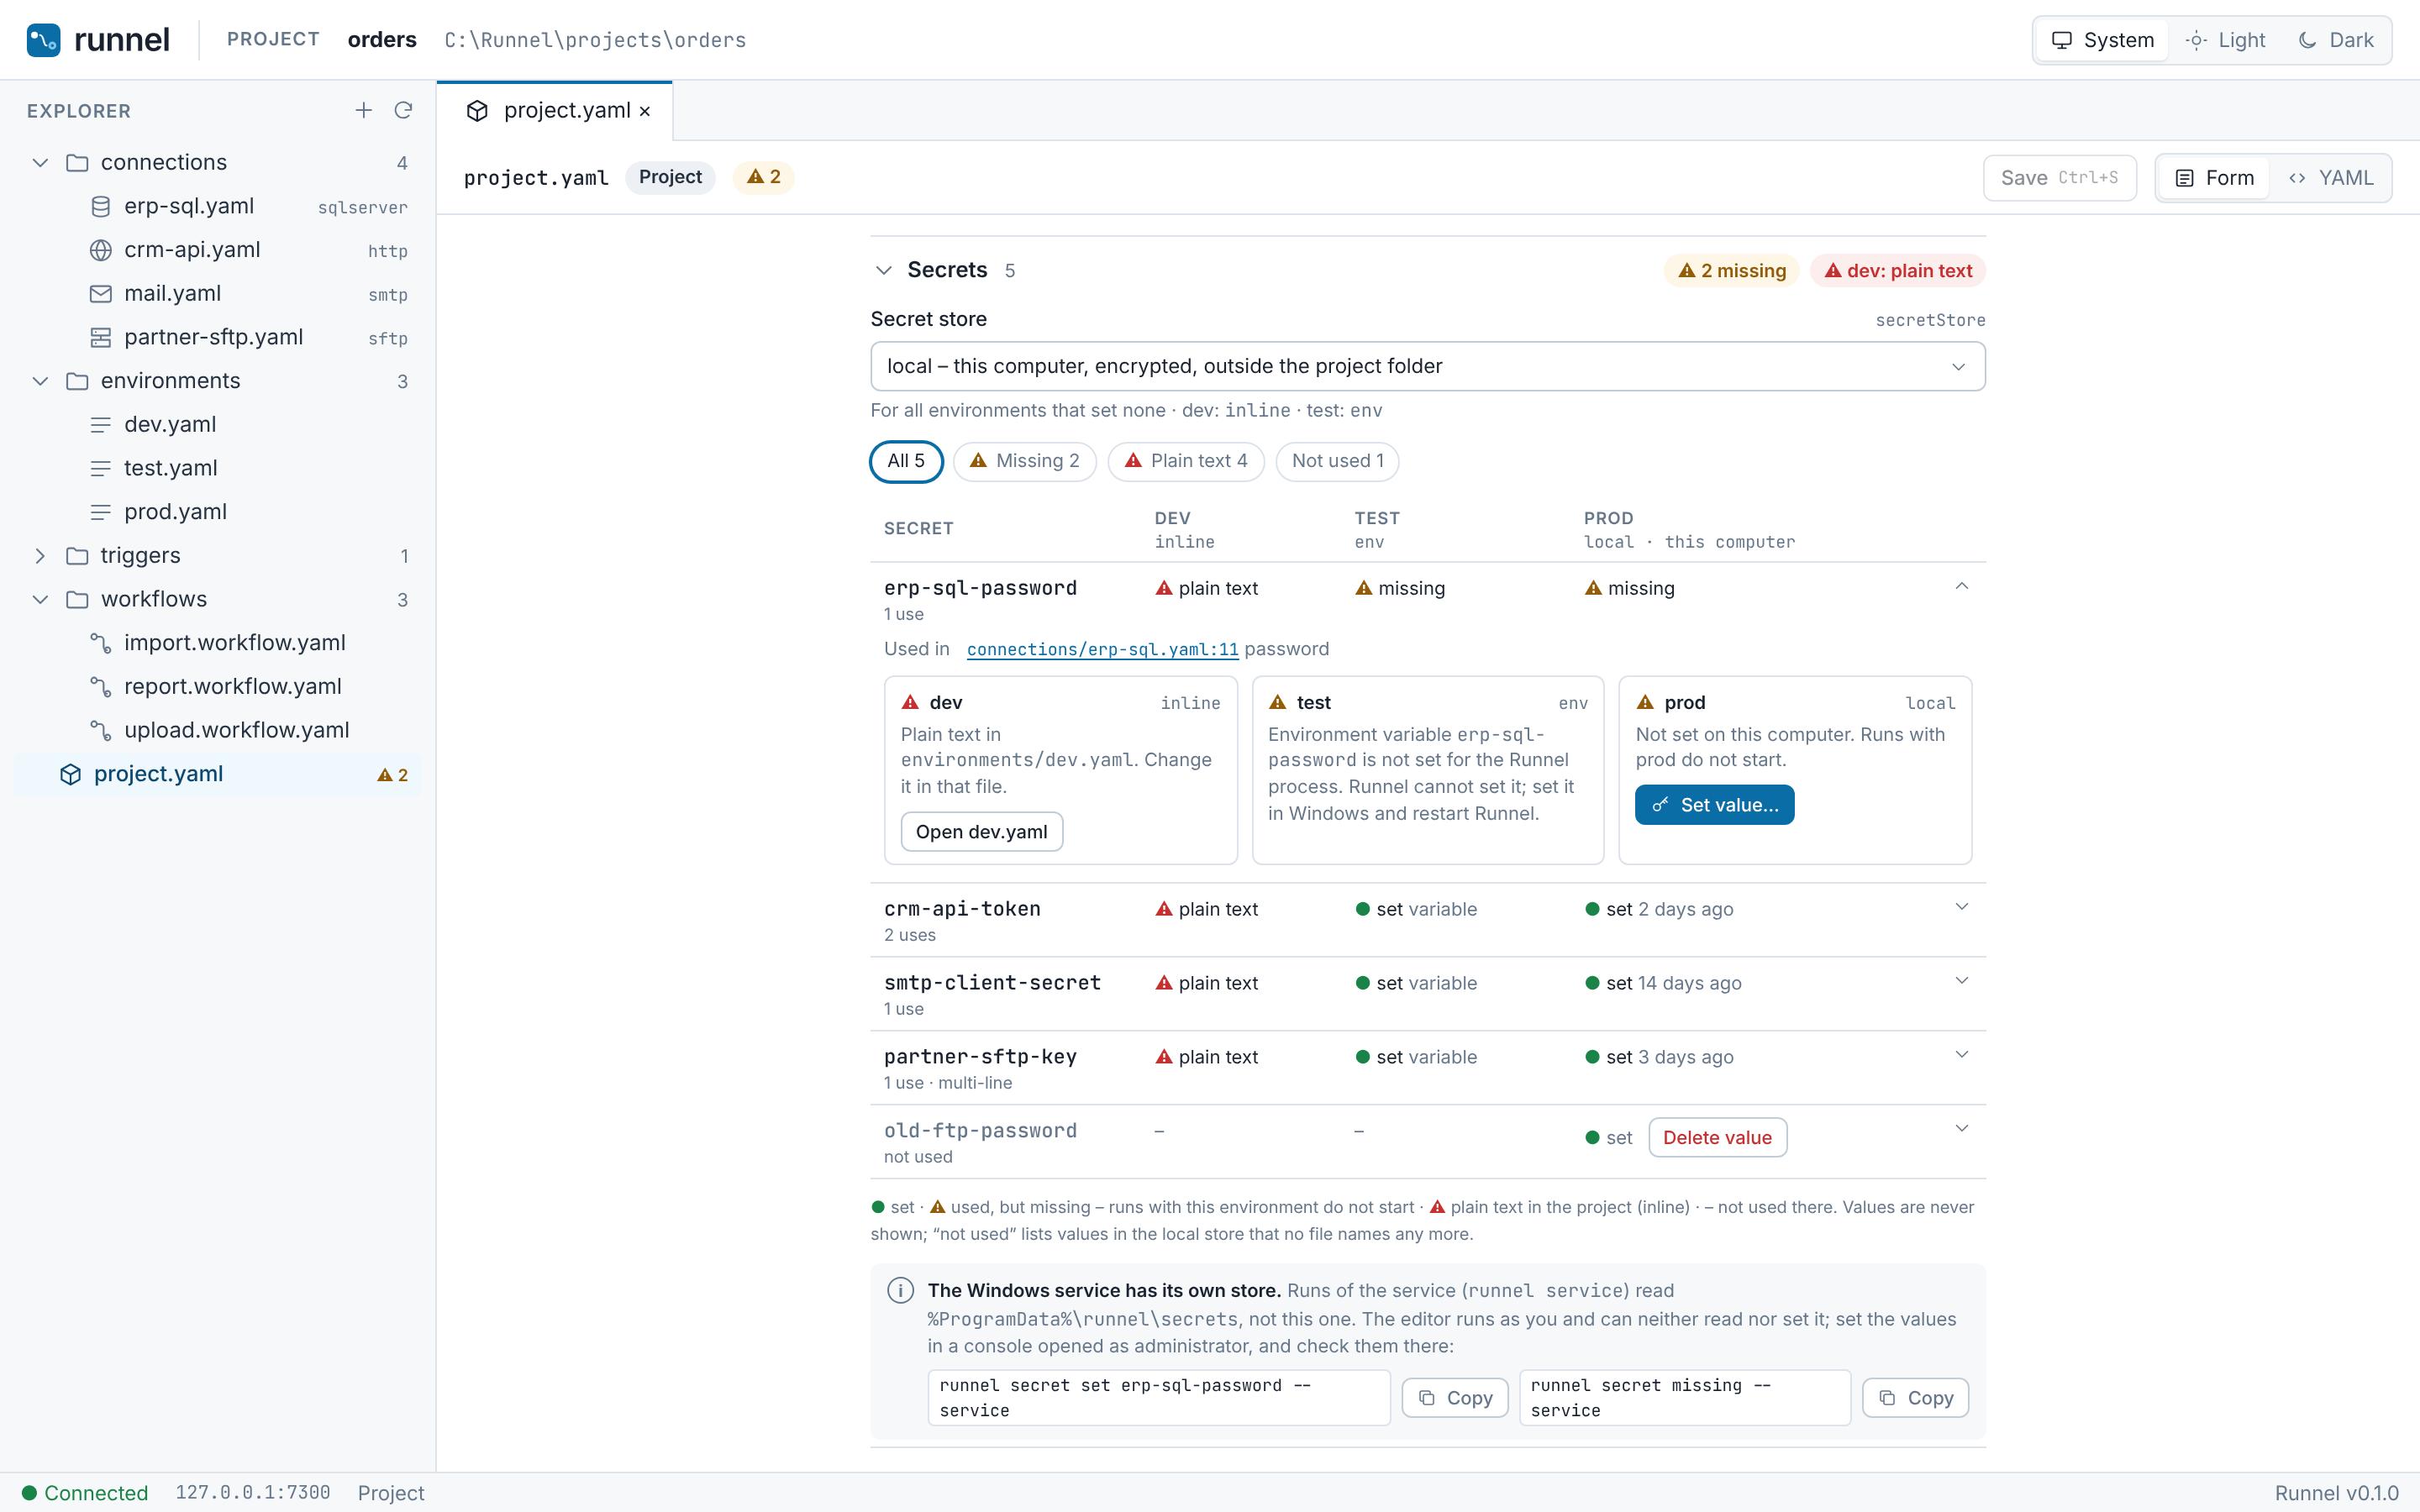 runnel PROJECT orders C:\Runnel\projects\orders System Light Dark
EXPLORER
connections 4
erp-sql.yaml sqlserver
crm-api.yaml http
mail.yaml smtp
partner-sftp.yaml sftp
environments 3
dev.yaml
test.yaml
prod.yaml
triggers 1
workflows 3
import.workflow.yaml
report.workflow.yaml
upload.workflow.yaml
project.yaml 2
project.yaml ×
project.yaml Project 2 Save Ctrl+S Form YAML
Secrets 5 2 missing dev: plain text
Secret store secretStore
local – this computer, encrypted, outside the project folder
For all environments that set none · dev: inline · test: env
All 5 Missing 2 Plain text 4 Not used 1
SECRET DEV TEST PROD
inline env local · this computer
erp-sql-password plain text missing missing
1 use
Used in connections/erp-sql.yaml:11 password
dev inline
Plain text in
environments/dev.yaml. Change
it in that file.
Open dev.yaml
test env
Environment variable erp-sql-
password is not set for the Runnel
process. Runnel cannot set it; set it
in Windows and restart Runnel.
prod local
Not set on this computer. Runs with
prod do not start.
Set value...
crm-api-token plain text set variable set 2 days ago
2 uses
smtp-client-secret plain text set variable set 14 days ago
1 use
partner-sftp-key plain text set variable set 3 days ago
1 use · multi-line
old-ftp-password – – set Delete value
not used
set · used, but missing – runs with this environment do not start · plain text in the project (inline) · – not used there. Values are never
shown; “not used” lists values in the local store that no file names any more.
The Windows service has its own store. Runs of the service (runnel service) read
%ProgramData%\runnel\secrets, not this one. The editor runs as you and can neither read nor set it; set the values
in a console opened as administrator, and check them there:
runnel secret set erp-sql-password --
service
Copy
runnel secret missing --
service
Copy
Connected 127.0.0.1:7300 Project Runnel v0.1.0